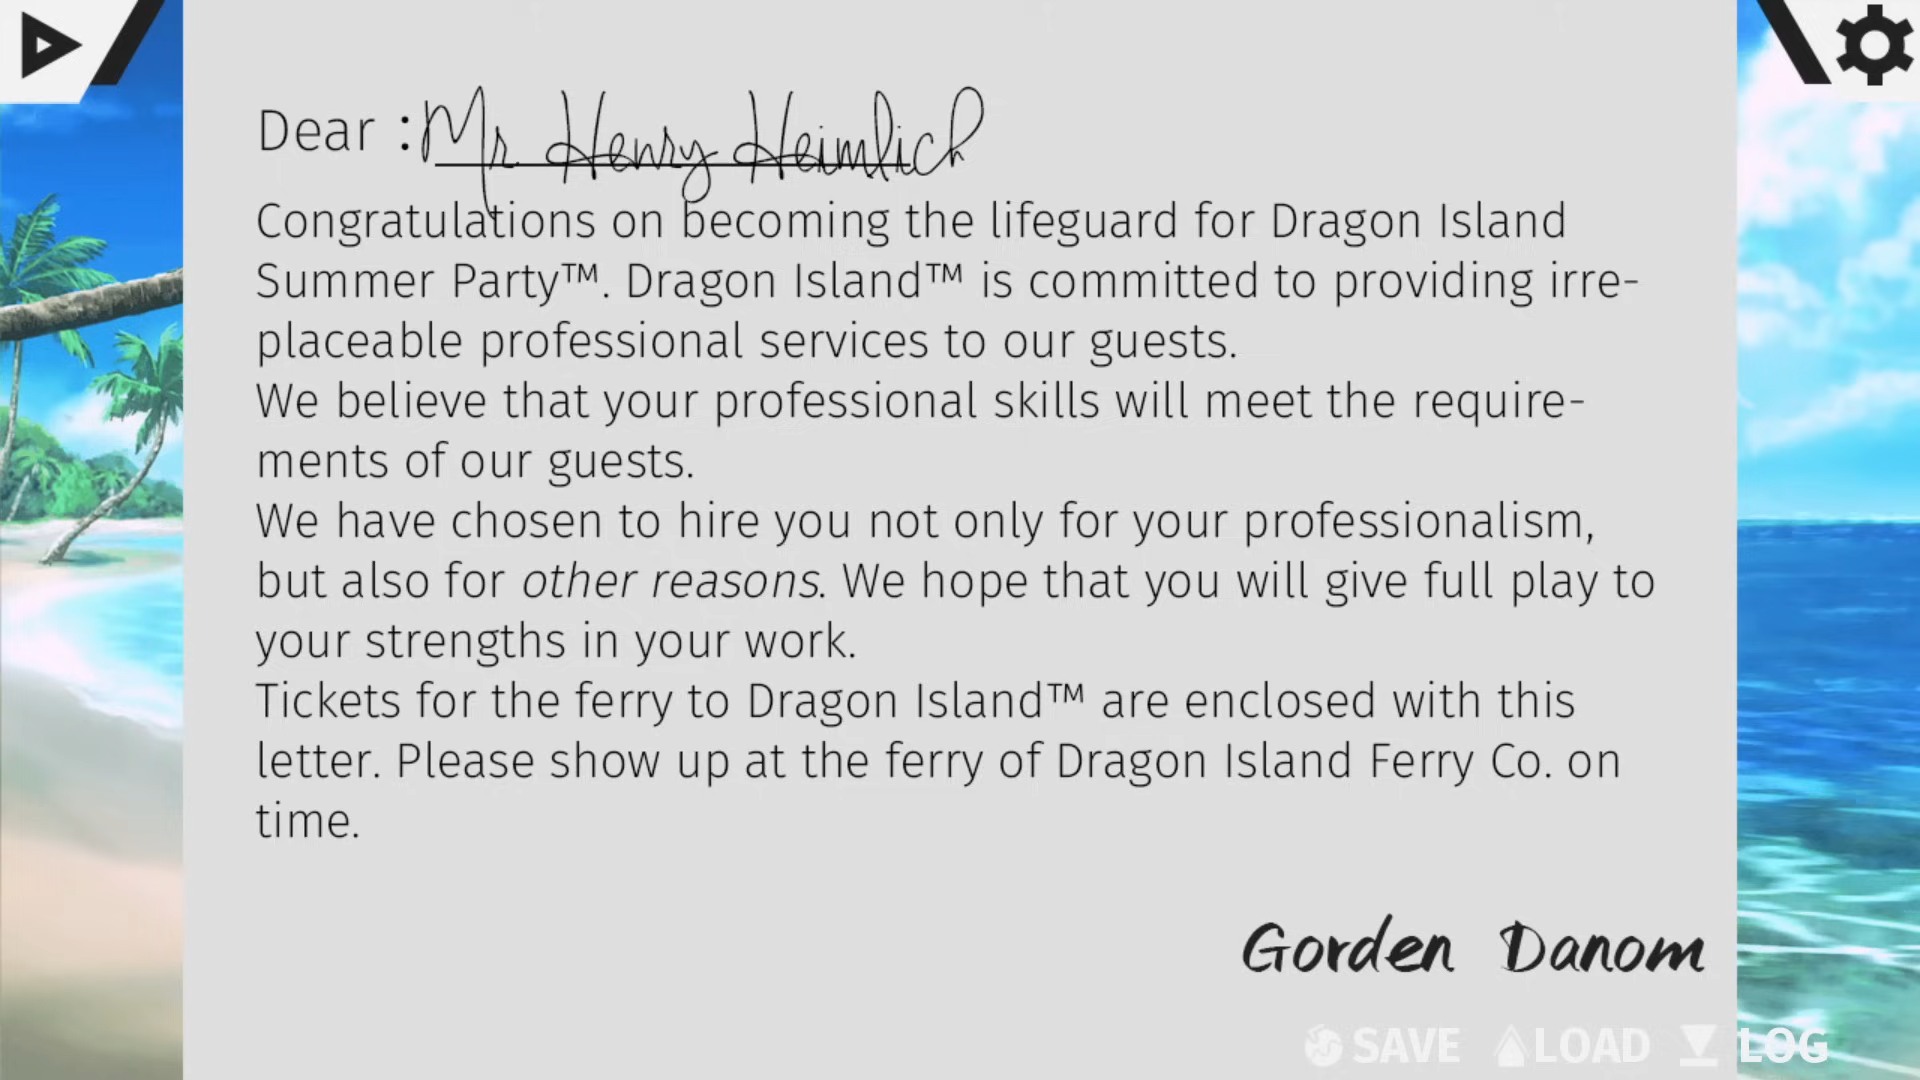 Dear :Mr. Henry Heimlich
Congratulations on becoming the lifeguard for Dragon Island
Summer Party™. Dragon Island™ is committed to providing irre-
placeable professional services to our guests.
We believe that your professional skills will meet the require-
ments of our guests.
We have chosen to hire you not only for your professionalism,
but also for other reasons. We hope that you will give full play to
your strengths in your work.
Tickets for the ferry to Dragon Island™ are enclosed with this
letter. Please show up at the ferry of Dragon Island Ferry Co. on
time.
Gorden Danom
SAVE LOAD LOG